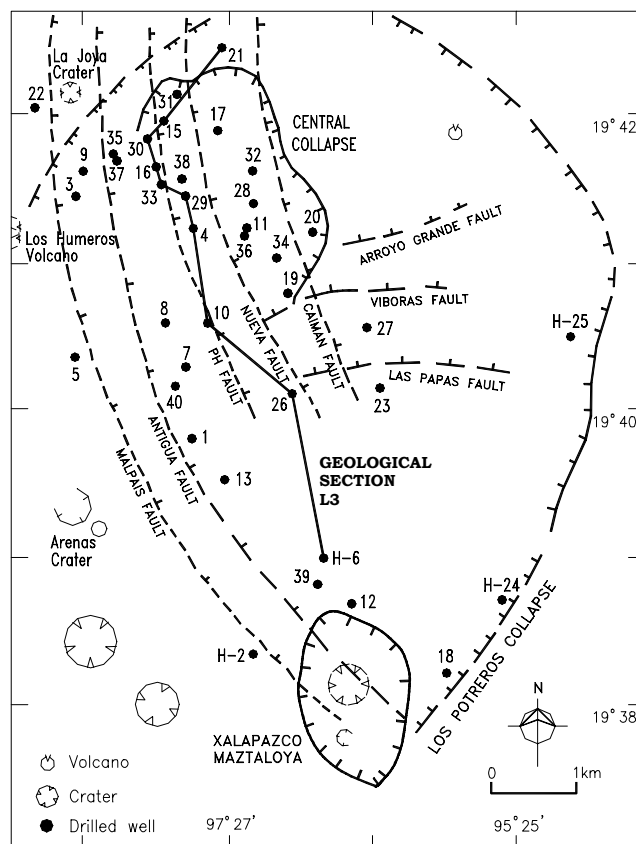 La Joya
Crater
21
22
31
19° 42'
17
15
CENTRAL
COLLAPSE
30
35
9
37
16
38
32
3
33
29
28
Los Humeros
Volcano
4
11
36
20
34
ARROYO GRANDE FAULT
19
VIBORAS FAULT
8
10
NUEVA FAULT
CAIMAN FAULT
27
H-25
5
7
PH FAULT
LAS PAPAS FAULT
40
26
23
19° 40
1
ANTIGUA FAULT
MALPAIS FAULT
GEOLOGICAL
SECTION
L3
13
Arenas
Crater
H-6
39
12
H-24
H-2
18
LOS POTREROS COLLAPSE
N
19° 38
XALAPAZCO
MAZTALOYA
Volcano
Crater
Drilled well
0 1km
97° 27'
95° 25'